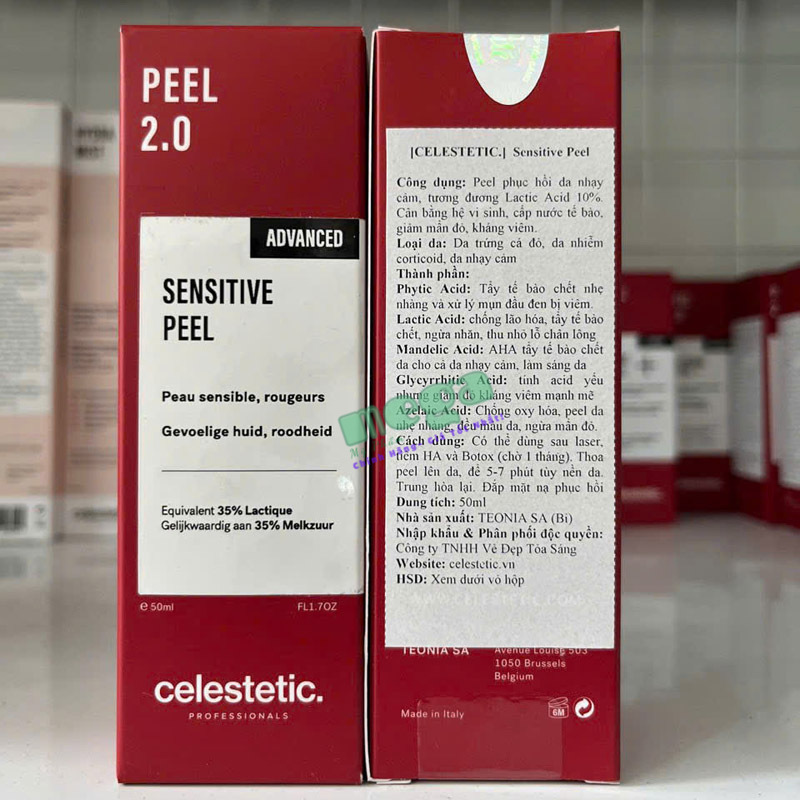 PEEL
2.0
ADVANCED
SENSITIVE
PEEL
Peau sensible, rougeurs
Gevoelige huid, roodheid
Equivalent 35% Lactique
Gelijkwaardig aan 35% Melkzuur
℮ 50ml FL1.7OZ
celestetic.
PROFESSIONALS
[CELESTETIC.] Sensitive Peel
Công dụng: Peel phục hồi da nhạy
cảm, tương đương Lactic Acid 10%.
Cân bằng hệ vi sinh, cấp nước tế bào,
giảm mẩn đỏ, kháng viêm.
Loại da: Da trứng cá đỏ, da nhiễm
corticoid, da nhạy cảm
Thành phần:
Phytic Acid: Tẩy tế bào chết nhẹ
nhàng và xử lý mụn đầu đen bị viêm.
Lactic Acid: chống lão hóa, tẩy tế bào
chết, ngừa nhăn, thu nhỏ lỗ chân lông
Mandelic Acid: AHA tẩy tế bào chết
da cho cả da nhạy cảm, làm sáng da
Glycyrrhitic Acid: tính acid yếu
nhưng giảm đỏ kháng viêm mạnh mẽ
Azelaic Acid: Chống oxy hóa, peel da
nhẹ nhàng, đều màu da, ngừa mẩn đỏ.
Cách dùng: Có thể dùng sau laser,
tiêm HA và Botox (chờ 1 tháng). Thoa
peel lên da, để 5-7 phút tùy nền da.
Trung hòa lại. Đắp mặt nạ phục hồi
Dung tích: 50ml
Nhà sản xuất: TEONIA SA (Bỉ)
Nhập khẩu & Phân phối độc quyền:
Công ty TNHH Vẻ Đẹp Tỏa Sáng
Website: celestetic.vn
HSD: Xem dưới vỏ hộp
WWW.CELESTETIC.COM
TEONIA SA
Avenue Louise 503
1050 Brussels
Belgium
Made in Italy
6M
mega